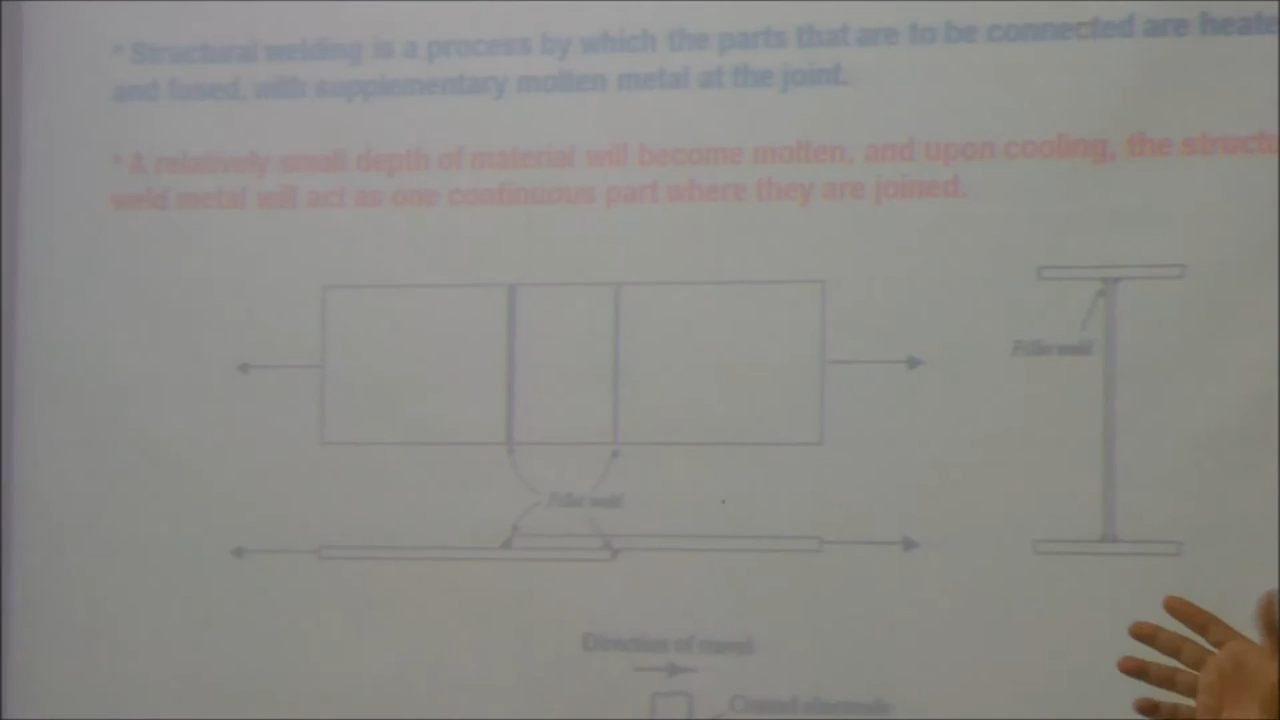 * Structural welding is a process by which the parts that are to be connected are heate
and fused, with supplementary molten metal at the joint.
* A relatively small depth of material will become molten, and upon cooling, the structu
weld metal will act as one continuous part where they are joined.
Fillet weld
Fillet weld
Direction of travel
Coated electrode